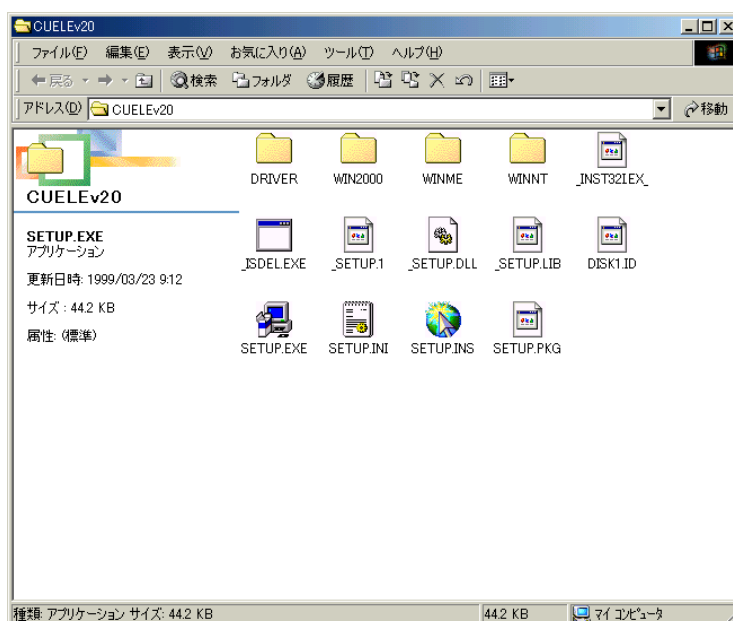 CUELEv20
ファイル(F) 編集(E) 表示(V) お気に入り(A) ツール(T) ヘルプ(H)
戻る 検索 フォルダ 履歴
アドレス(D) CUELEv20 移動
CUELEv20
SETUP.EXE
アプリケーション
更新日時: 1999/03/23 9:12
サイズ : 44.2 KB
属性: (標準)
DRIVER WIN2000 WINME WINNT _INST32I.EX_
_ISDEL.EXE _SETUP.1 _SETUP.DLL _SETUP.LIB DISK1.ID
SETUP.EXE SETUP.INI SETUP.INS SETUP.PKG
種類: アプリケーション サイズ: 44.2 KB 44.2 KB マイ コンピュータ